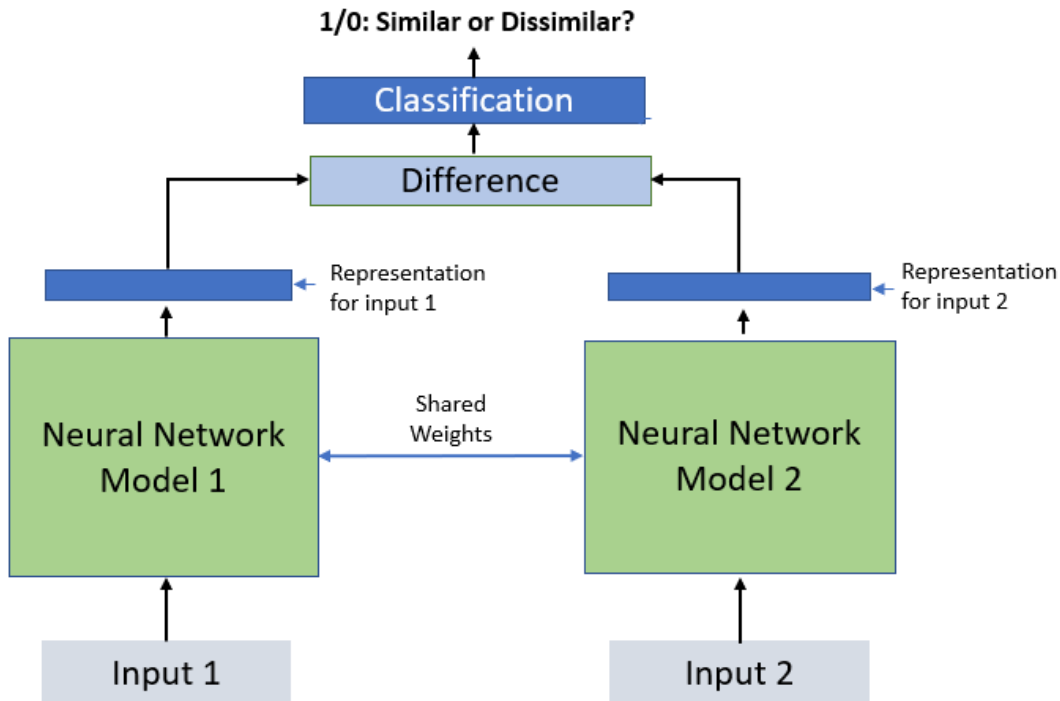 1/0: Similar or Dissimilar?
Classification
Difference
Representation
for input 1
Representation
for input 2
Neural Network
Model 1
Shared
Weights
Neural Network
Model 2
Input 1
Input 2